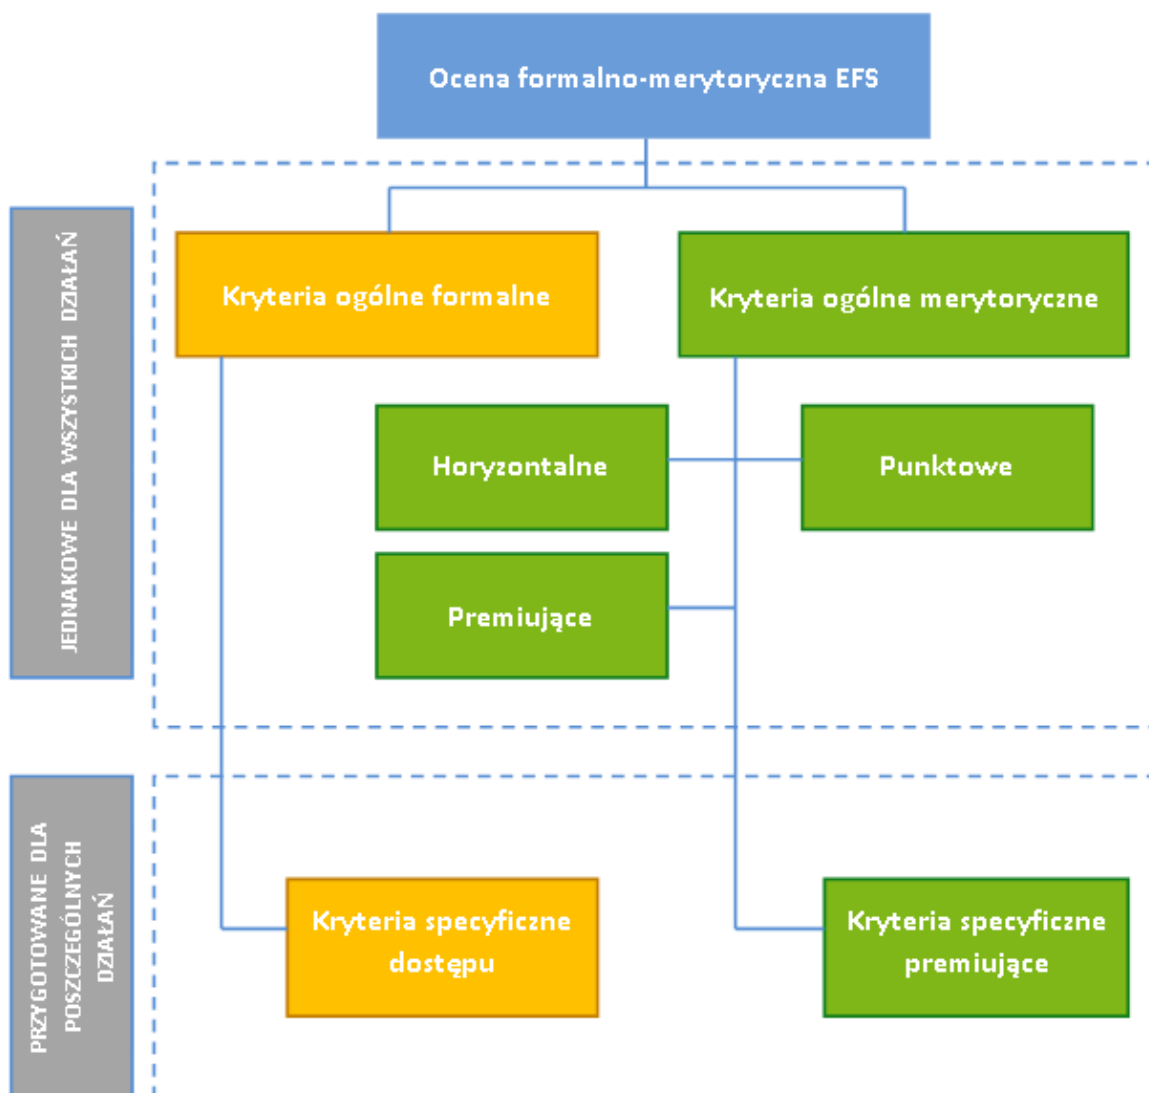 Ocena formalno-merytoryczna EFS
JEDNAKOWE DLA WSZYSTKICH DZIAŁAŃ
Kryteria ogólne formalne
Kryteria ogólne merytoryczne
Horyzontalne
Punktowe
Premiujące
PRZYGOTOWANE DLA
POSZCZEGÓLNYCH
DZIAŁAŃ
Kryteria specyficzne
dostępu
Kryteria specyficzne
premiujące